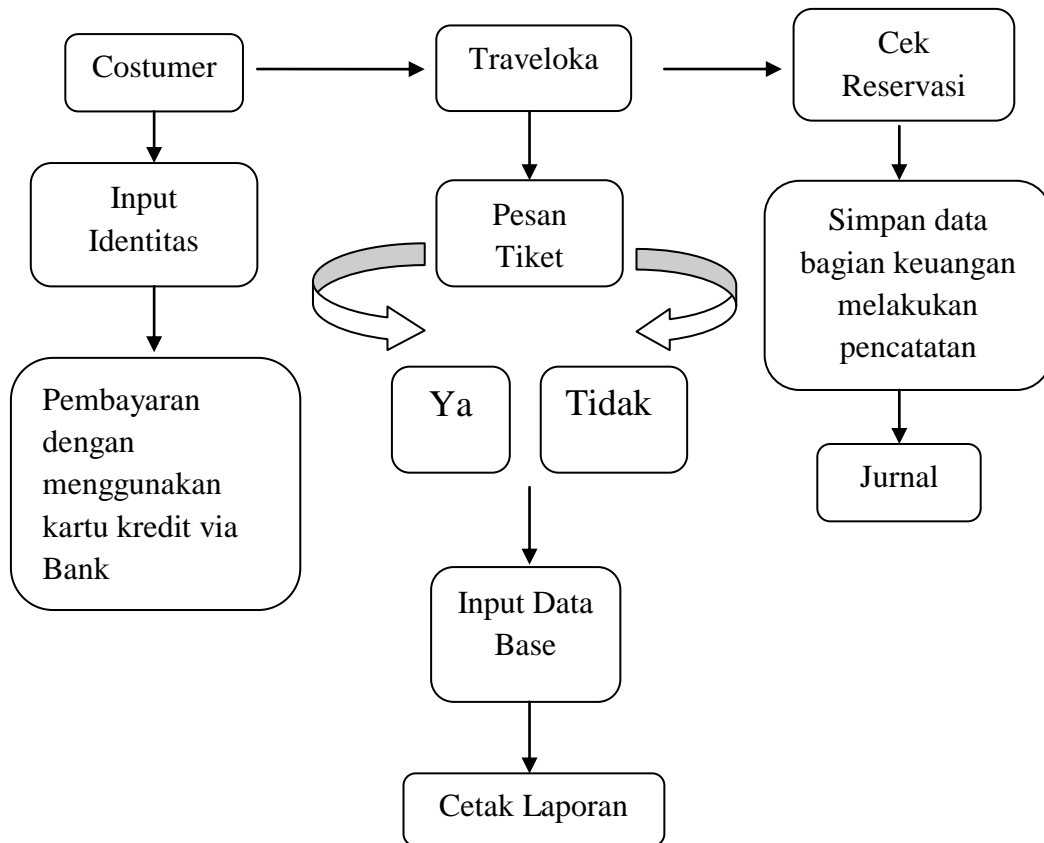 Costumer
Traveloka
Cek
Reservasi
Input
Identitas
Pesan
Tiket
Simpan data
bagian keuangan
melakukan
pencatatan
Pembayaran
dengan
menggunakan
kartu kredit via
Bank
Ya
Tidak
Jurnal
Input Data
Base
Cetak Laporan